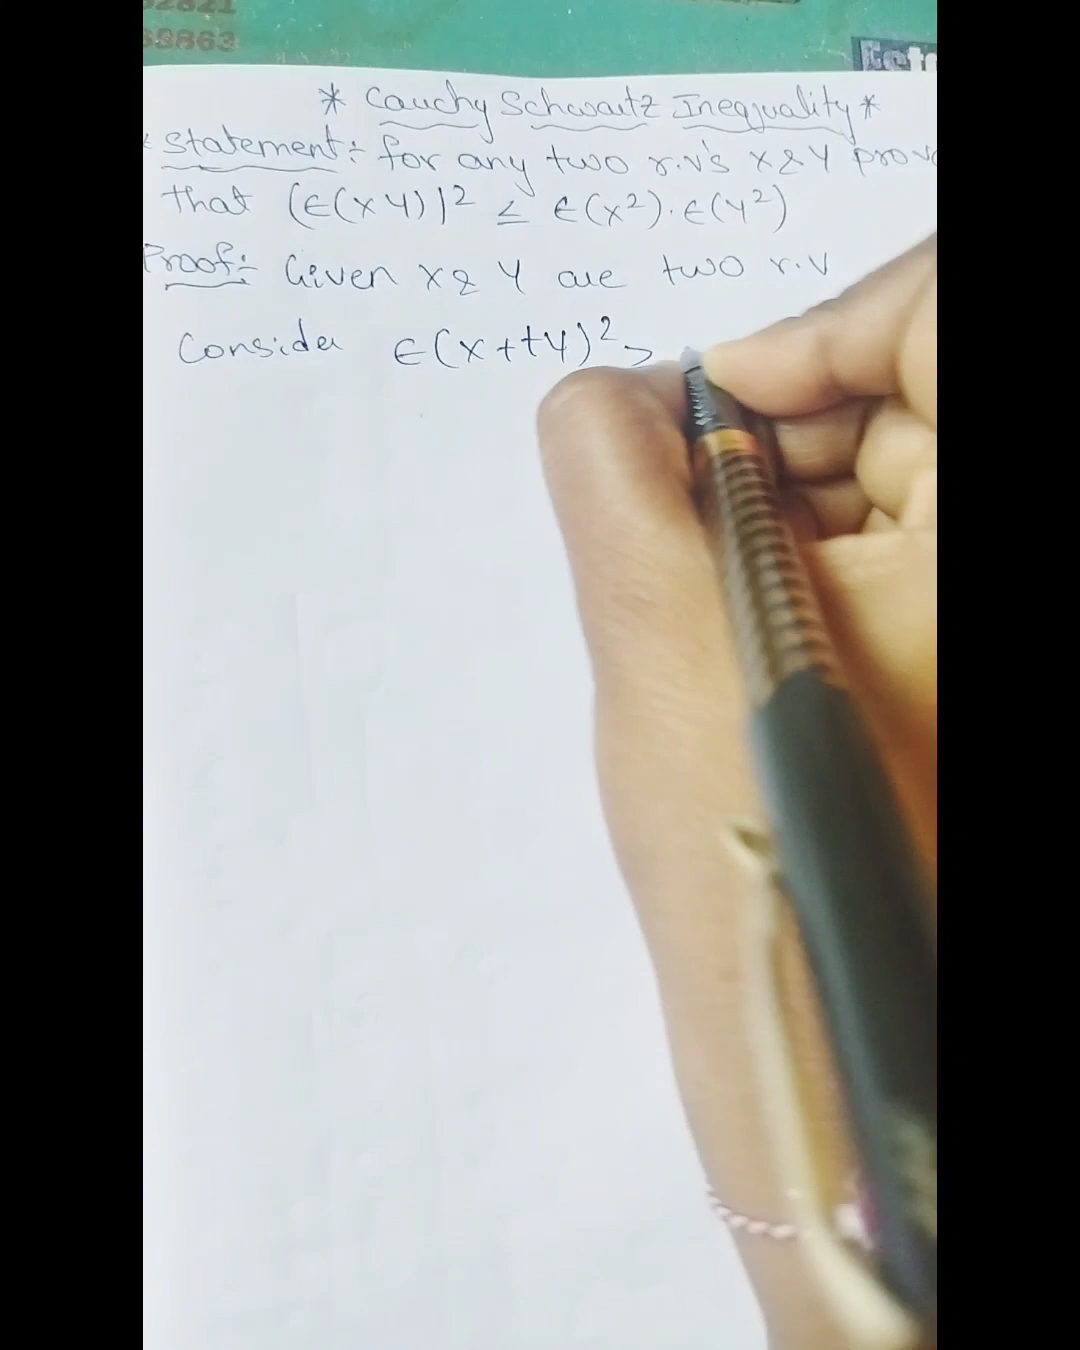 39863
* Cauchy Schwartz Inequality *
Statement:- for any two r.v's X & Y prove
that (E(XY))² ≤ E(X²).E(Y²)
Proof:- Given X & Y are two r.v
Consider E(X+tY)² >